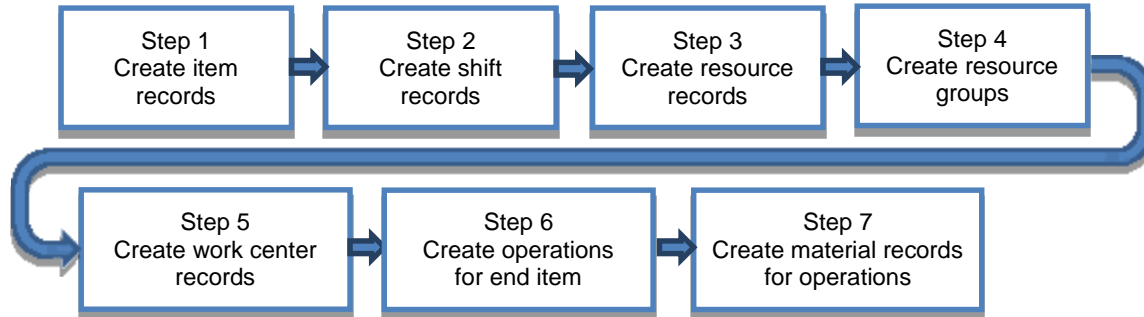 Step 1
Create item
records
Step 2
Create shift
records
Step 3
Create resource
records
Step 4
Create resource
groups
Step 5
Create work center
records
Step 6
Create operations
for end item
Step 7
Create material records
for operations